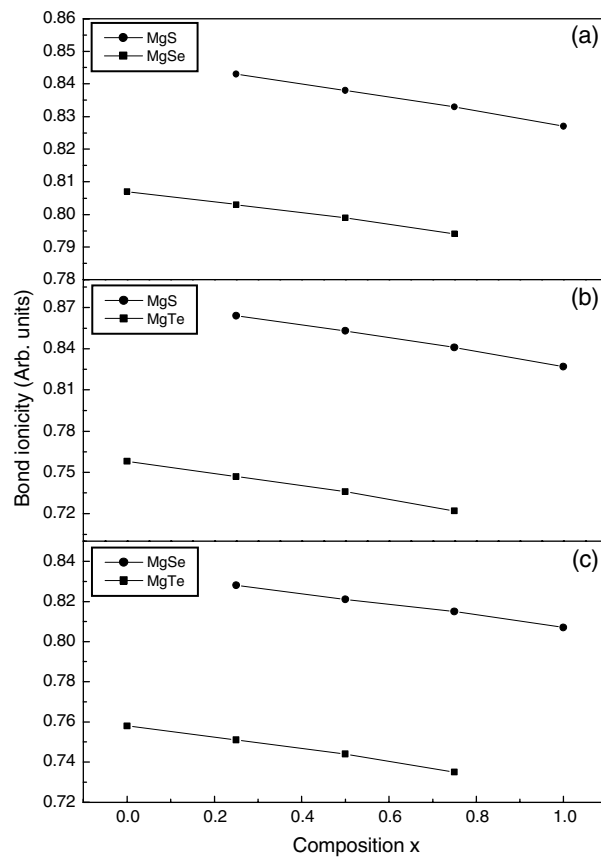 0.86
MgS
MgSe
(a)
0.85
0.84
0.83
0.82
0.81
0.80
0.79
0.78
MgS
MgTe
(b)
0.87
0.84
0.81
0.78
0.75
0.72
MgSe
MgTe
(c)
0.84
0.82
0.80
0.78
0.76
0.74
0.72
0.0 0.2 0.4 0.6 0.8 1.0
Bond ionicity (Arb. units)
Composition x